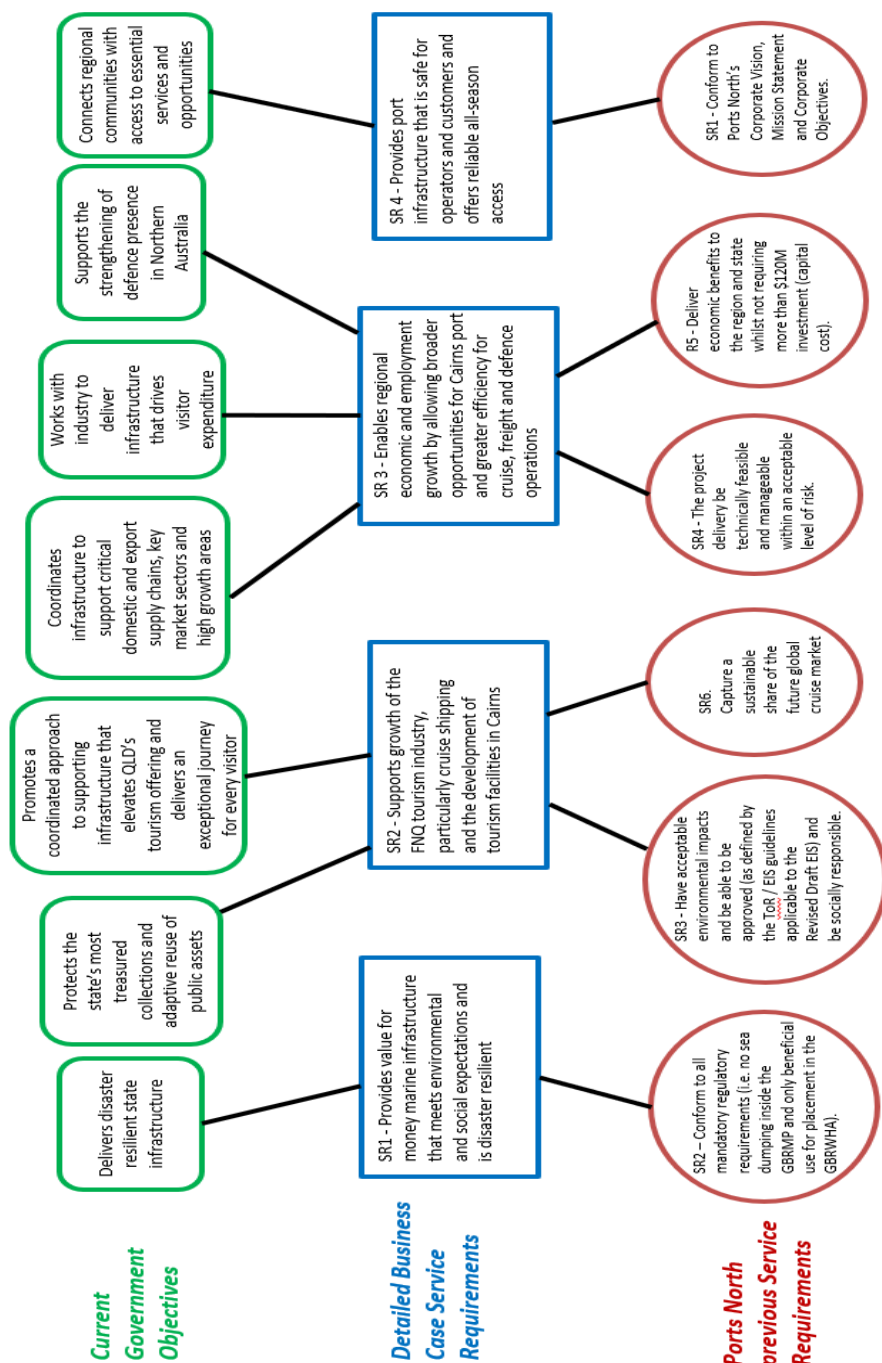 Current
Government
Objectives
Delivers disaster
resilient state
infrastructure
Protects the
state's most
treasured
collections and
adaptive reuse of
public assets
Promotes a
coordinated approach
to supporting
infrastructure that
elevates QLD's
tourism offering and
delivers an
exceptional journey
for every visitor
Coordinates
infrastructure to
support critical
domestic and export
supply chains, key
market sectors and
high growth areas
Works with
industry to
deliver
infrastructure
that drives
visitor
expenditure
Supports the
strengthening of
defence presence
in Northern
Australia
Connects regional
communities with
access to essential
services and
opportunities
Detailed Business
Case Service
Requirements
SR1 - Provides value for
money marine infrastructure
that meets environmental
and social expectations and
is disaster resilient
SR2 - Supports growth of the
FNQ tourism industry,
particularly cruise shipping
and the development of
tourism facilities in Cairns
SR 3 - Enables regional
economic and employment
growth by allowing broader
opportunities for Cairns port
and greater efficiency for
cruise, freight and defence
operations
SR 4 - Provides port
infrastructure that is safe for
operators and customers and
offers reliable all-season
access
Ports North
previous Service
Requirements
SR2 – Conform to all
mandatory regulatory
requirements (i.e. no sea
dumping inside the
GBRMP and only beneficial
use for placement in the
GBRWHA).
SR3 - Have acceptable
environmental impacts
and be able to be
approved (as defined by
the ToR / EIS guidelines
applicable to the
Revised Draft EIS) and
be socially responsible.
SR6.
Capture a
sustainable
share of the
future global
cruise market
SR4 - The project
delivery be
technically feasible
and manageable
within an acceptable
level of risk.
R5 - Deliver
economic benefits to
the region and state
whilst not requiring
more than $120M
investment (capital
cost).
SR1 - Conform to
Ports North's
Corporate Vision,
Mission Statement
and Corporate
Objectives.